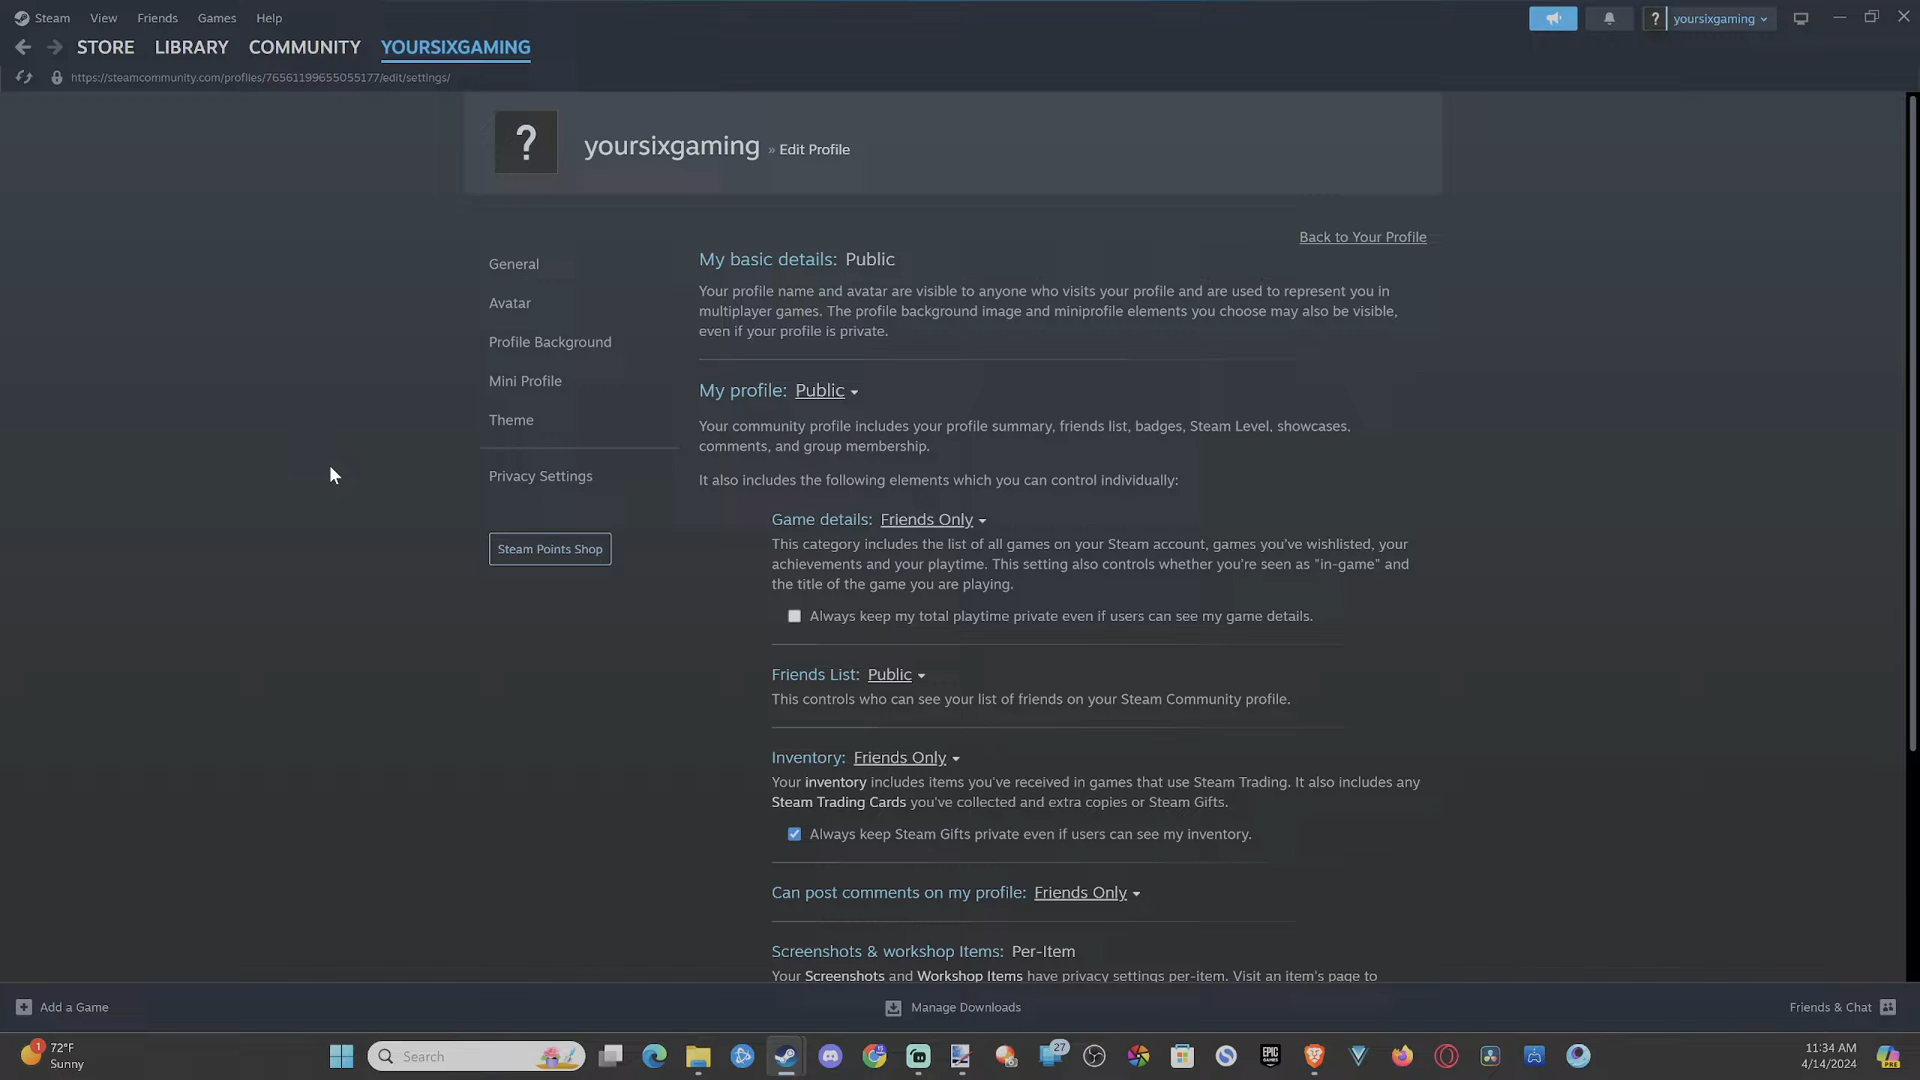 Steam View Friends Games Help
yoursixgaming
STORE LIBRARY COMMUNITY YOURSIXGAMING
https://steamcommunity.com/profiles/76561199655055177/edit/settings/
?
yoursixgaming » Edit Profile
Back to Your Profile
General
Avatar
Profile Background
Mini Profile
Theme
Privacy Settings
Steam Points Shop
My basic details: Public
Your profile name and avatar are visible to anyone who visits your profile and are used to represent you in
multiplayer games. The profile background image and miniprofile elements you choose may also be visible,
even if your profile is private.
My profile: Public
Your community profile includes your profile summary, friends list, badges, Steam Level, showcases,
comments, and group membership.
It also includes the following elements which you can control individually:
Game details: Friends Only
This category includes the list of all games on your Steam account, games you've wishlisted, your
achievements and your playtime. This setting also controls whether you're seen as "in-game" and
the title of the game you are playing.
Always keep my total playtime private even if users can see my game details.
Friends List: Public
This controls who can see your list of friends on your Steam Community profile.
Inventory: Friends Only
Your inventory includes items you've received in games that use Steam Trading. It also includes any
Steam Trading Cards you've collected and extra copies or Steam Gifts.
Always keep Steam Gifts private even if users can see my inventory.
Can post comments on my profile: Friends Only
Screenshots & workshop Items: Per-Item
Your Screenshots and Workshop Items have privacy settings per-item. Visit an item's page to
Add a Game
Manage Downloads
Friends & Chat
1
72°F
Sunny
Search
27
EPIC
GAMES
11:34 AM
4/14/2024
PRE